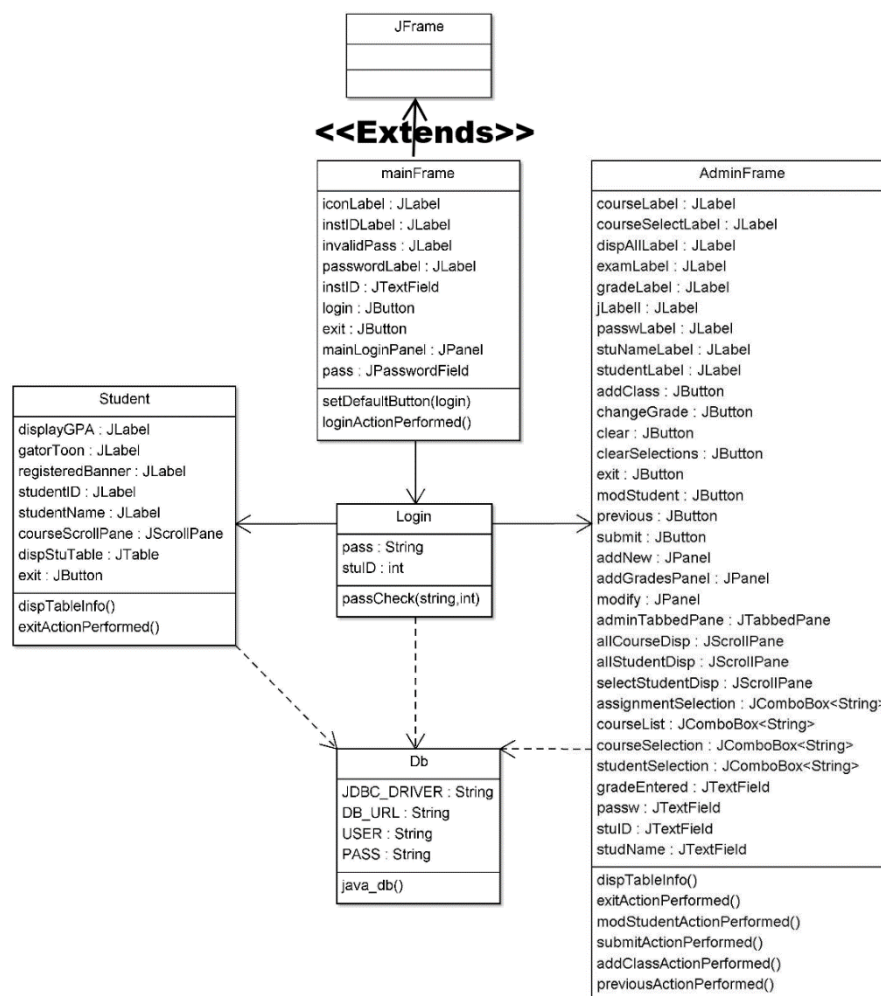 JFrame
<<Extends>>
mainFrame
iconLabel : JLabel
instIDLabel : JLabel
invalidPass : JLabel
passwordLabel : JLabel
instID : JTextField
login : JButton
exit : JButton
mainLoginPanel : JPanel
pass : JPasswordField
setDefaultButton(login)
loginActionPerformed()
Student
displayGPA : JLabel
gatorToon : JLabel
registeredBanner : JLabel
studentID : JLabel
studentName : JLabel
courseScrollPane : JScrollPane
dispStuTable : JTable
exit : JButton
dispTableInfo()
exitActionPerformed()
Login
pass : String
stuID : int
passCheck(string,int)
Db
JDBC_DRIVER : String
DB_URL : String
USER : String
PASS : String
java_db()
AdminFrame
courseLabel : JLabel
courseSelectLabel : JLabel
dispAllLabel : JLabel
examLabel : JLabel
gradeLabel : JLabel
jLabell : JLabel
passwLabel : JLabel
stuNameLabel : JLabel
studentLabel : JLabel
addClass : JButton
changeGrade : JButton
clear : JButton
clearSelections : JButton
exit : JButton
modStudent : JButton
previous : JButton
submit : JButton
addNew : JPanel
addGradesPanel : JPanel
modify : JPanel
adminTabbedPane : JTabbedPane
allCourseDisp : JScrollPane
allStudentDisp : JScrollPane
selectStudentDisp : JScrollPane
assignmentSelection : JComboBox<String>
courseList : JComboBox<String>
courseSelection : JComboBox<String>
studentSelection : JComboBox<String>
gradeEntered : JTextField
passw : JTextField
stuID : JTextField
studName : JTextField
dispTableInfo()
exitActionPerformed()
modStudentActionPerformed()
submitActionPerformed()
addClassActionPerformed()
previousActionPerformed()